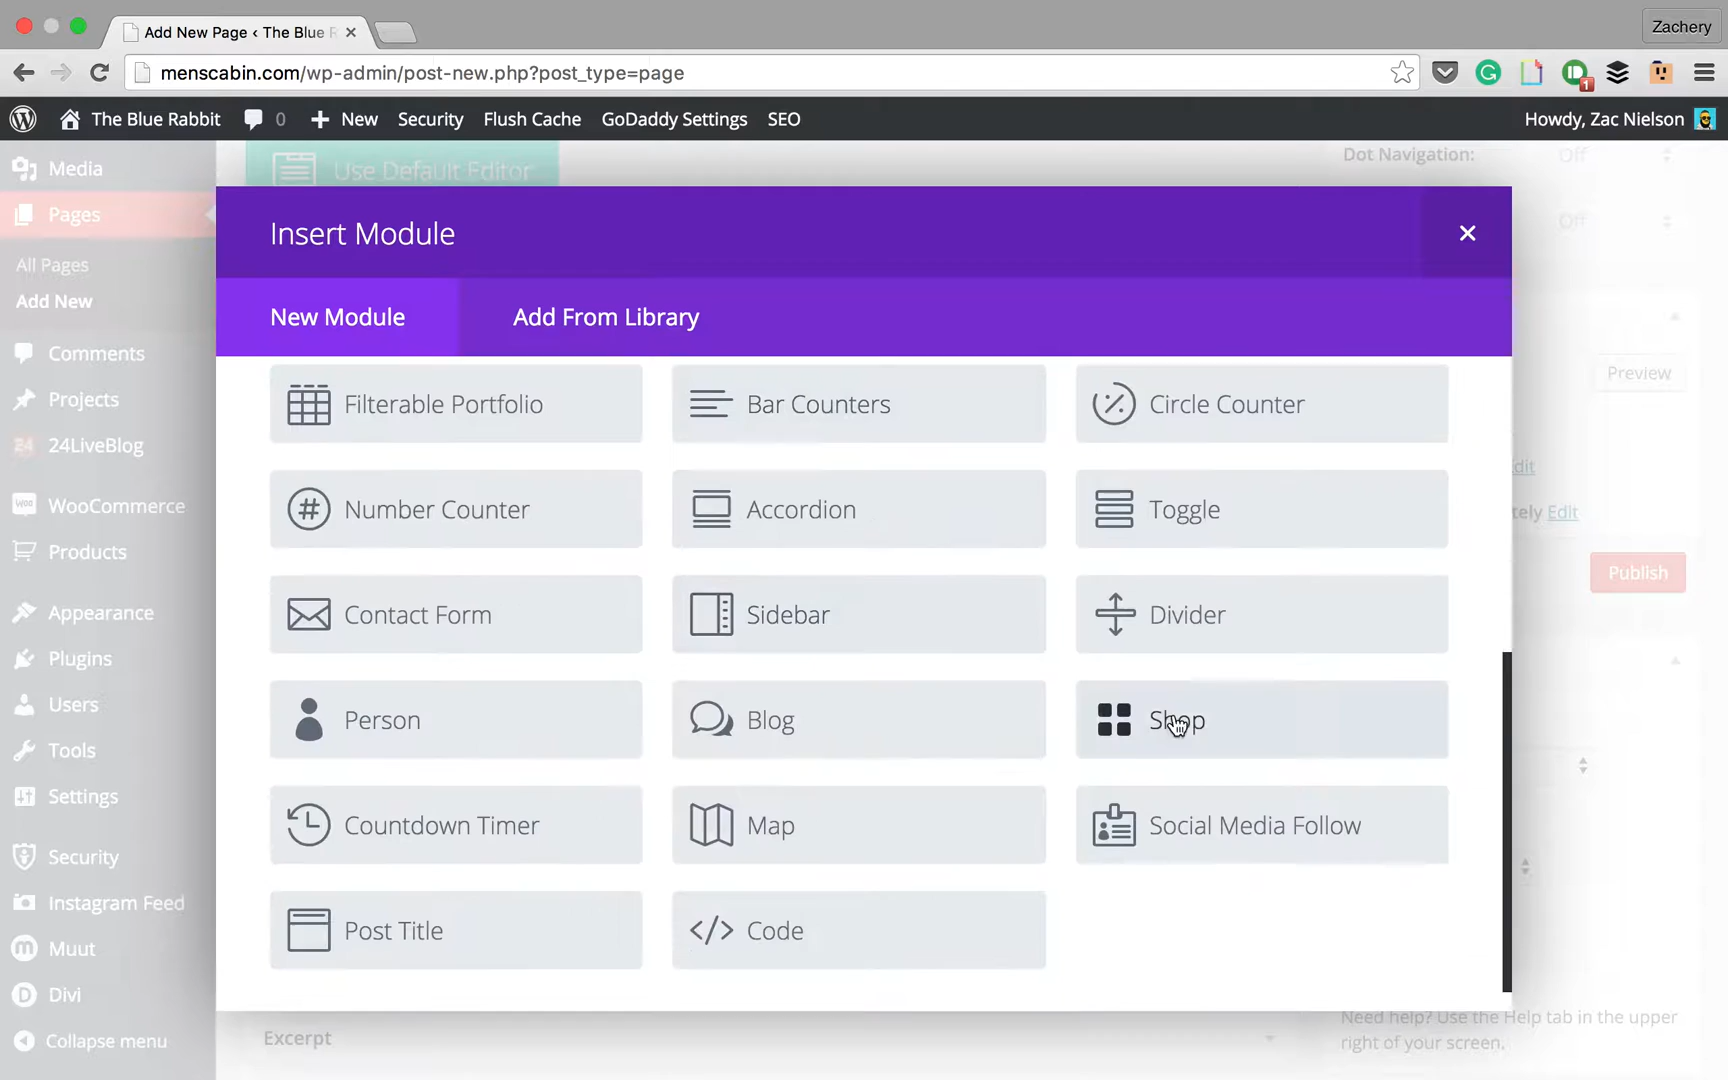 Add New Page ‹ The Blue R
Zachery
menscabin.com/wp-admin/post-new.php?post_type=page
1
The Blue Rabbit
0
New
Security
Flush Cache
GoDaddy Settings
SEO
Howdy, Zac Nielson
Media
Pages
All Pages
Add New
Comments
Projects
24
24LiveBlog
Woo
WooCommerce
Products
Appearance
Plugins
Users
Tools
Settings
Security
Instagram Feed
Muut
Divi
Collapse menu
Use Default Editor
Dot Navigation:
Off
Off
Insert Module
New Module
Add From Library
Filterable Portfolio
Bar Counters
Circle Counter
Number Counter
Accordion
Toggle
Contact Form
Sidebar
Divider
Person
Blog
Shop
Countdown Timer
Map
Social Media Follow
Post Title
Code
Preview
Edit
Publish
Excerpt
Need help? Use the Help tab in the upper
right of your screen.